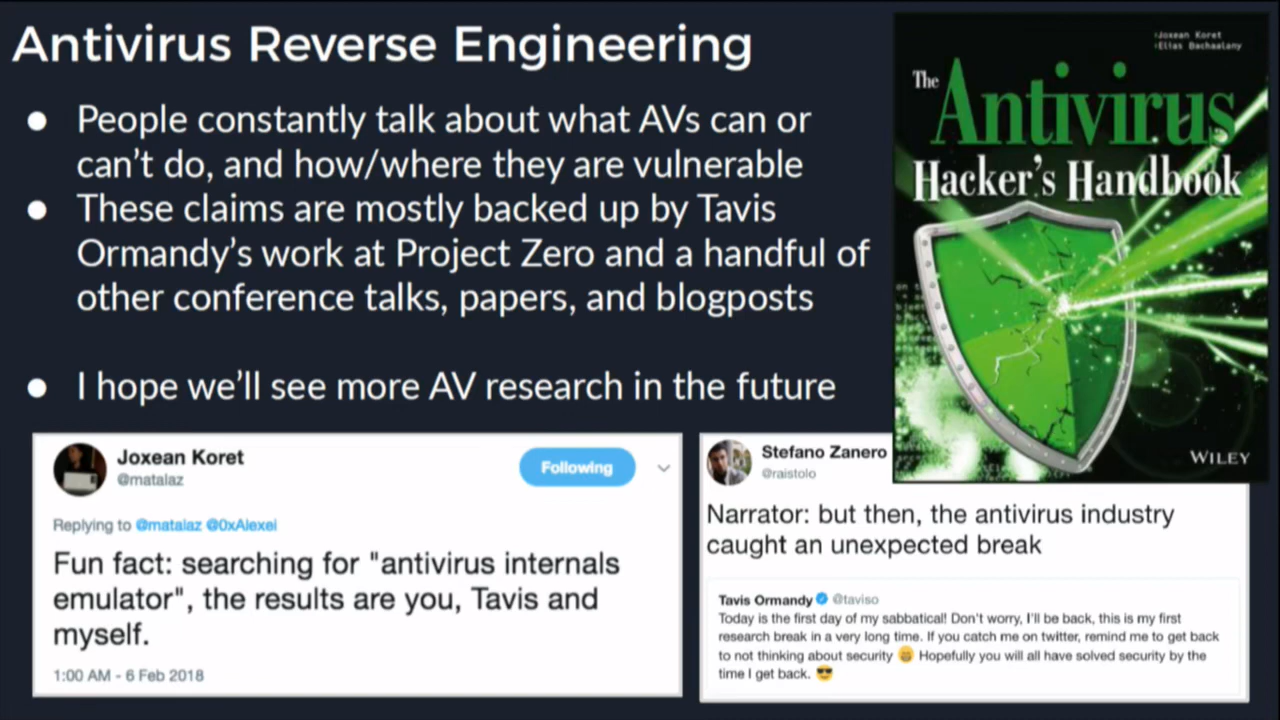 Antivirus Reverse Engineering
● People constantly talk about what AVs can or
can’t do, and how/where they are vulnerable
● These claims are mostly backed up by Tavis
Ormandy’s work at Project Zero and a handful of
other conference talks, papers, and blogposts
● I hope we’ll see more AV research in the future
Joxean Koret
Elias Bachaalany
The
Antivirus
Hacker's Handbook
WILEY
Joxean Koret
@matalaz
Following
Replying to @matalaz @0xAlexei
Fun fact: searching for "antivirus internals
emulator", the results are you, Tavis and
myself.
1:00 AM - 6 Feb 2018
Stefano Zanero
@raistolo
Narrator: but then, the antivirus industry
caught an unexpected break
Tavis Ormandy @taviso
Today is the first day of my sabbatical! Don't worry, I'll be back, this is my first
research break in a very long time. If you catch me on twitter, remind me to get back
to not thinking about security 😄 Hopefully you will all have solved security by the
time I get back. 😎